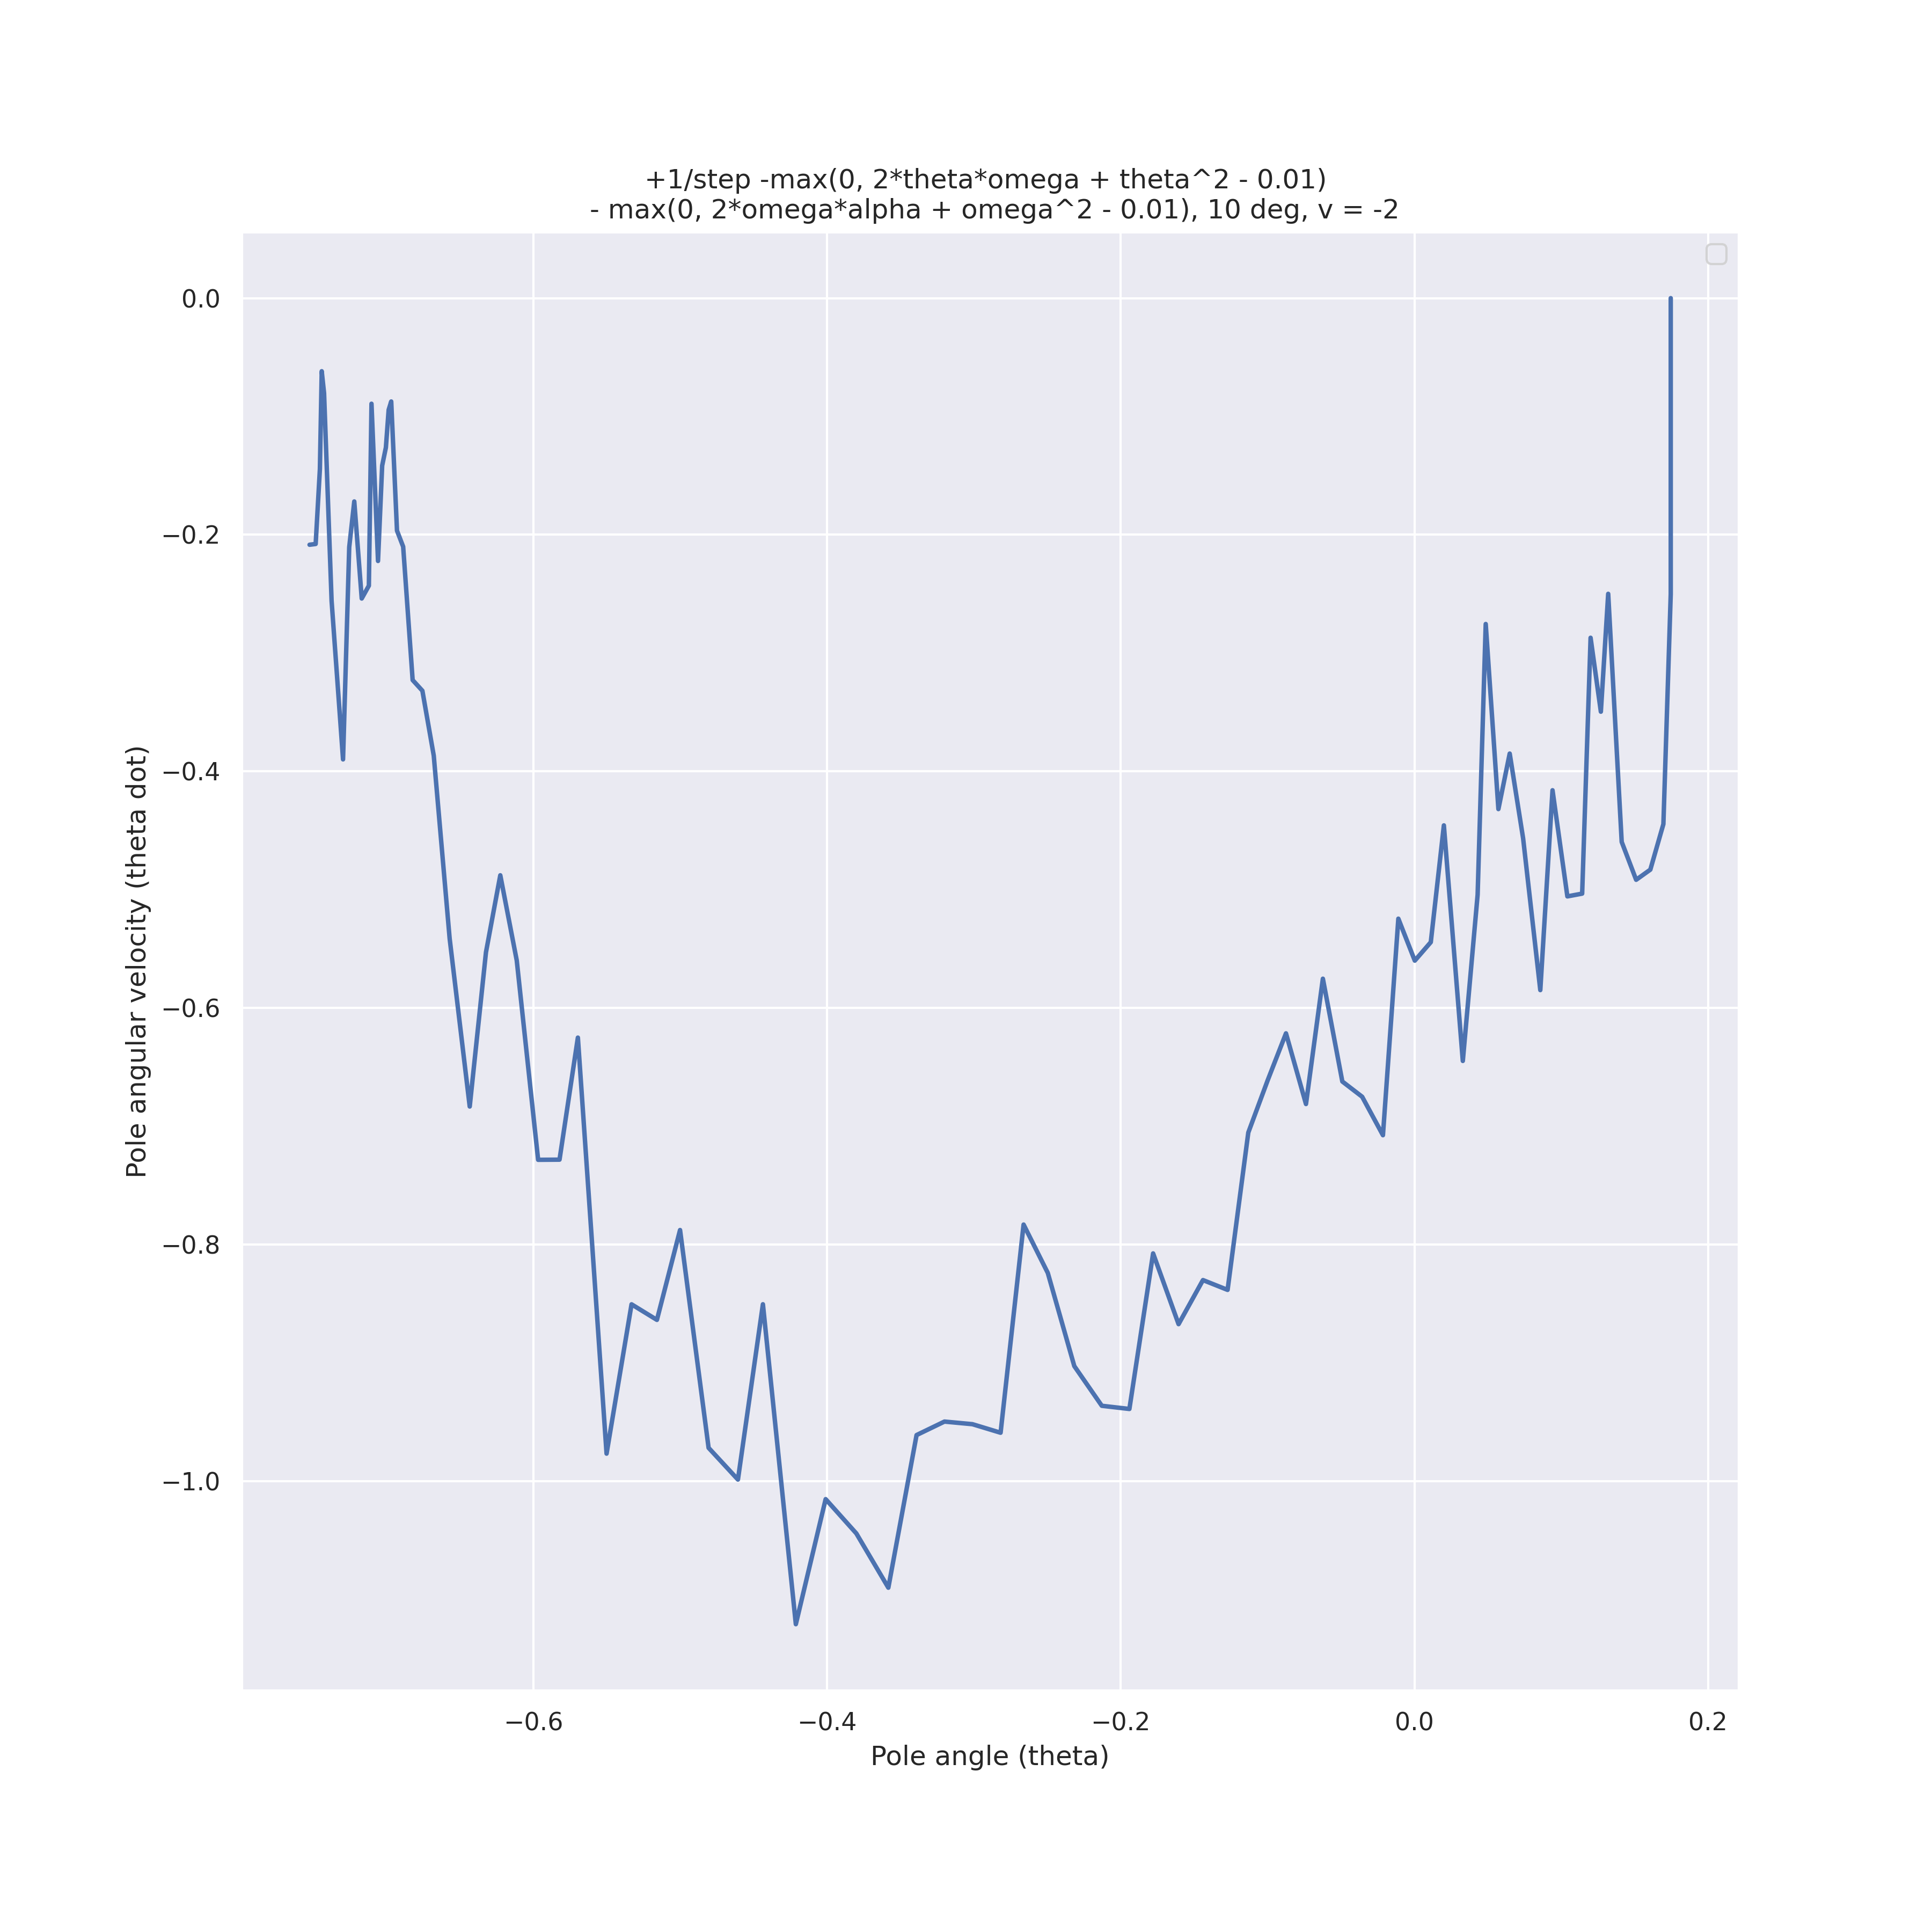 +1/step -max(0, 2*theta*omega + theta^2 - 0.01)
- max(0, 2*omega*alpha + omega^2 - 0.01), 10 deg, v = -2
0.0
−0.2
−0.4
−0.6
−0.8
−1.0
Pole angular velocity (theta dot)
−0.6
−0.4
−0.2
0.0
0.2
Pole angle (theta)